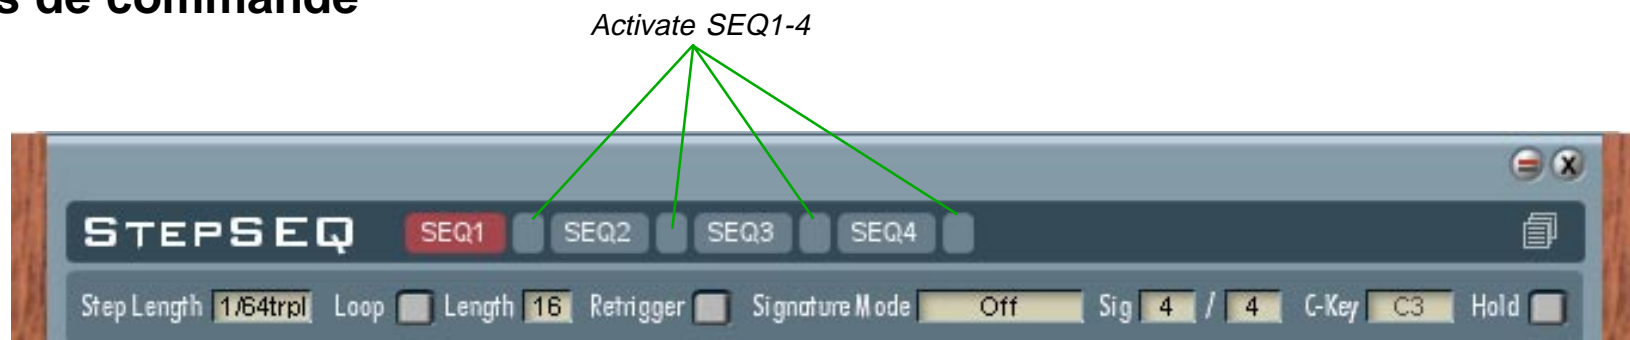 s de commande
Activate SEQ1-4
STEPSEQ SEQ1 SEQ2 SEQ3 SEQ4
Step Length 1/64trpl Loop Length 16 Retrigger Signature Mode Off Sig 4 / 4 C-Key C3 Hold